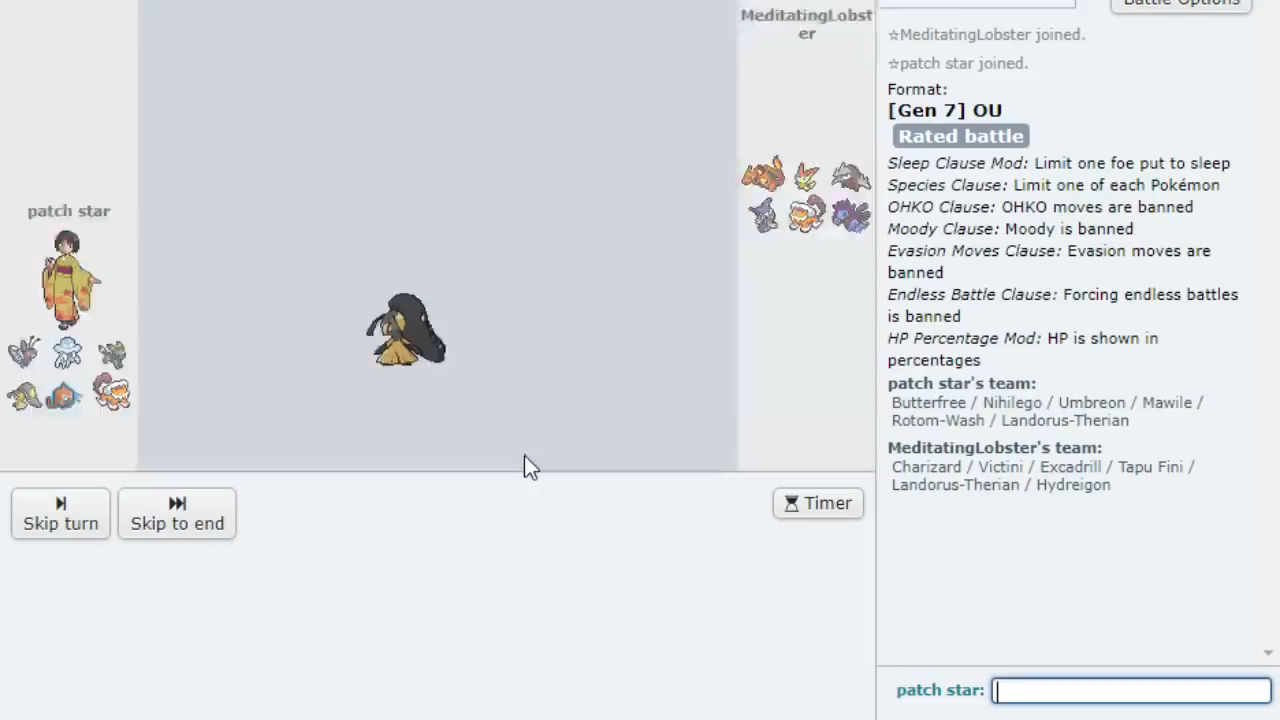 MeditatingLobst
er
patch star
Skip turn
Skip to end
Timer
Battle Options
☆MeditatingLobster joined.
☆patch star joined.
Format:
[Gen 7] OU
Rated battle
Sleep Clause Mod: Limit one foe put to sleep
Species Clause: Limit one of each Pokémon
OHKO Clause: OHKO moves are banned
Moody Clause: Moody is banned
Evasion Moves Clause: Evasion moves are
banned
Endless Battle Clause: Forcing endless battles
is banned
HP Percentage Mod: HP is shown in
percentages
patch star's team:
Butterfree / Nihilego / Umbreon / Mawile /
Rotom-Wash / Landorus-Therian
MeditatingLobster's team:
Charizard / Victini / Excadrill / Tapu Fini /
Landorus-Therian / Hydreigon
patch star: